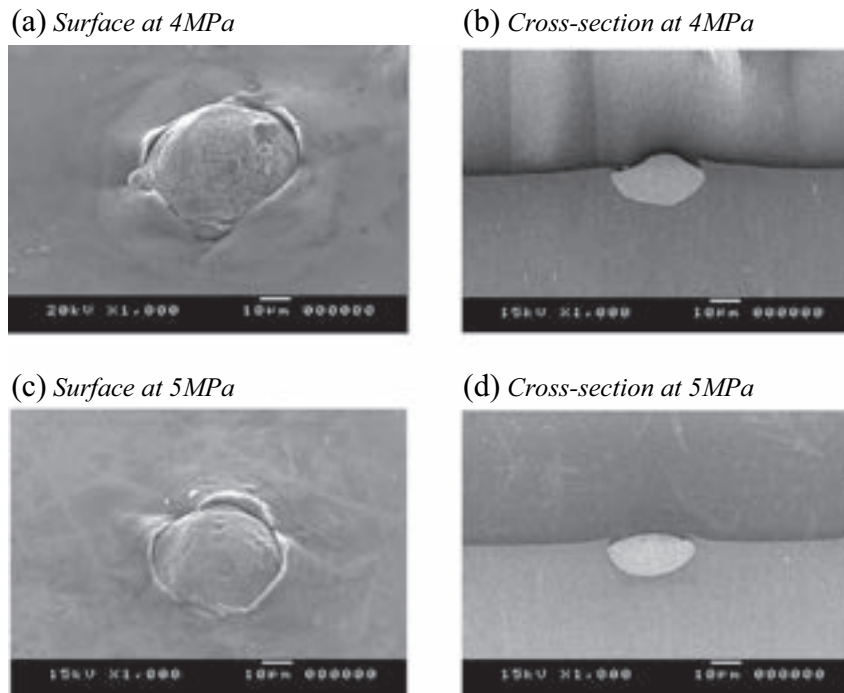 (a) Surface at 4MPa
(b) Cross-section at 4MPa
20kV X1,000 10μm 000000
15kV X1,000 10μm 000000
(c) Surface at 5MPa
(d) Cross-section at 5MPa
15kV X1,000 10μm 000000
15kV X1,000 10μm 000000